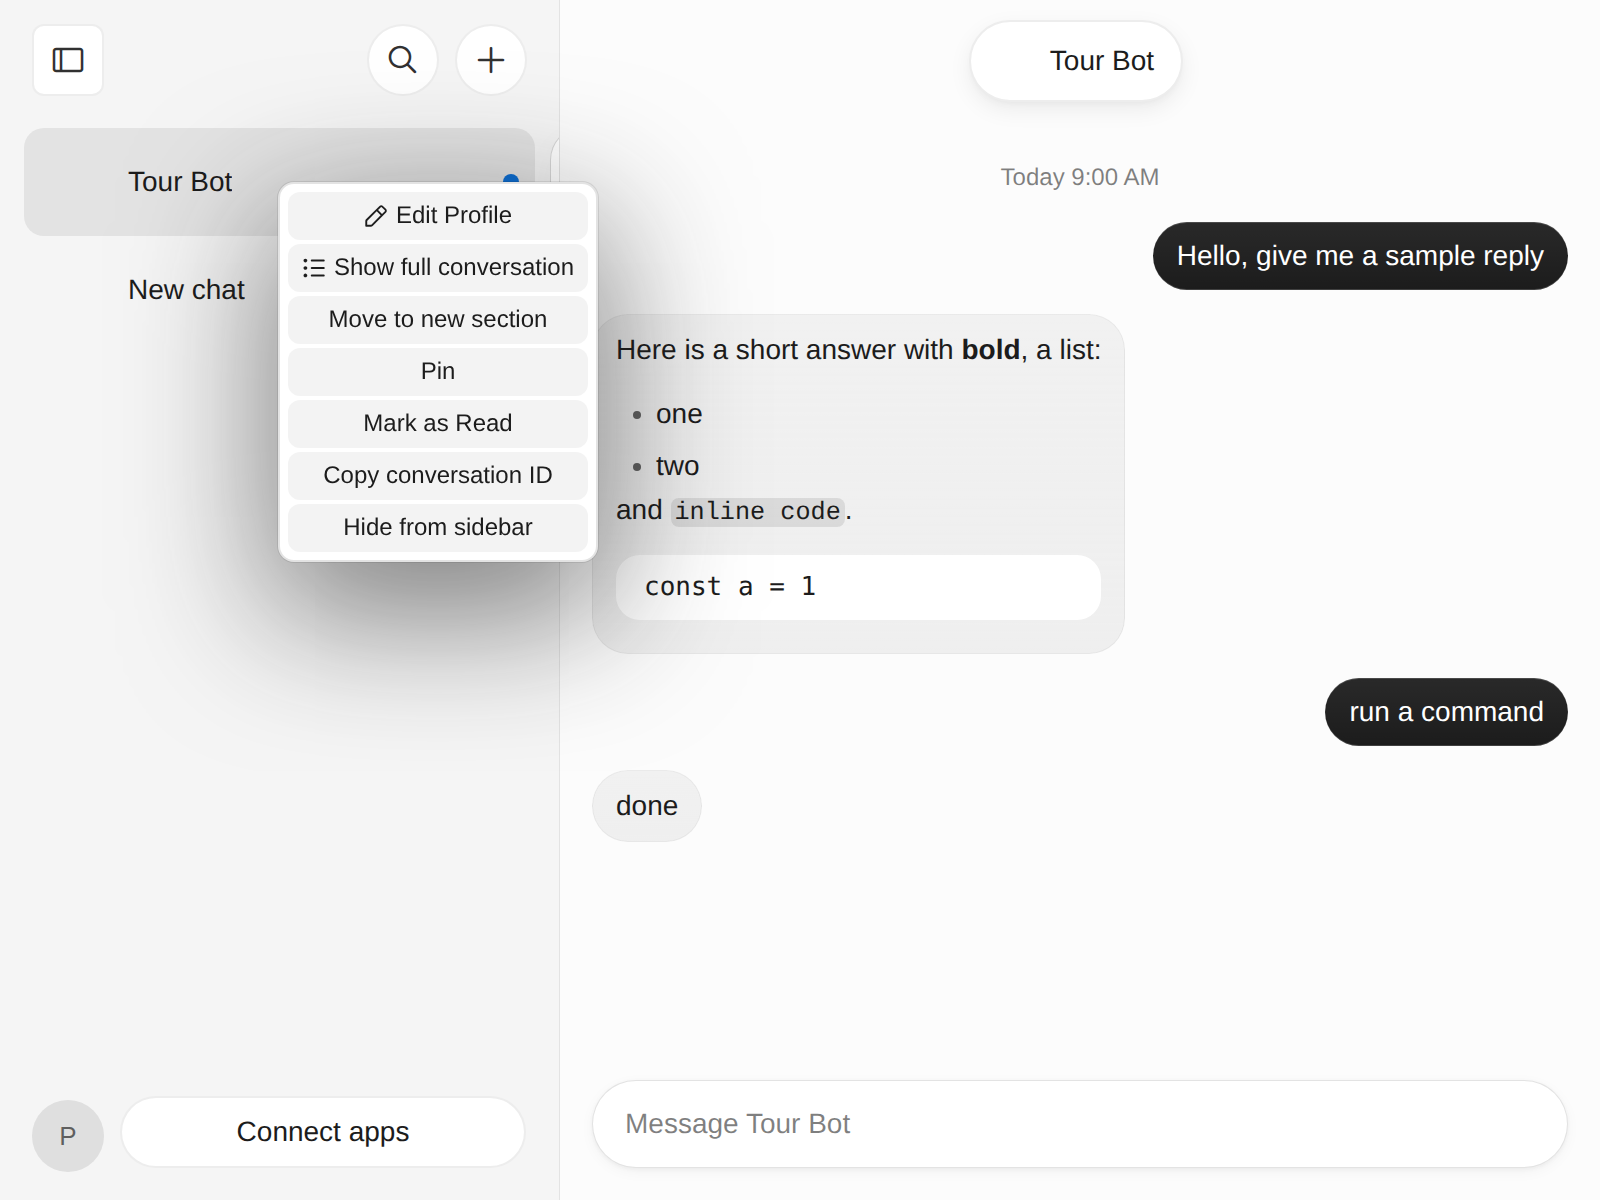 Tour Bot
New chat
Edit Profile
Show full conversation
Move to new section
Pin
Mark as Read
Copy conversation ID
Hide from sidebar
P
Connect apps
Tour Bot
Today 9:00 AM
Hello, give me a sample reply
Here is a short answer with bold, a list:
one
two
and inline code.
const a = 1
run a command
done
Message Tour Bot